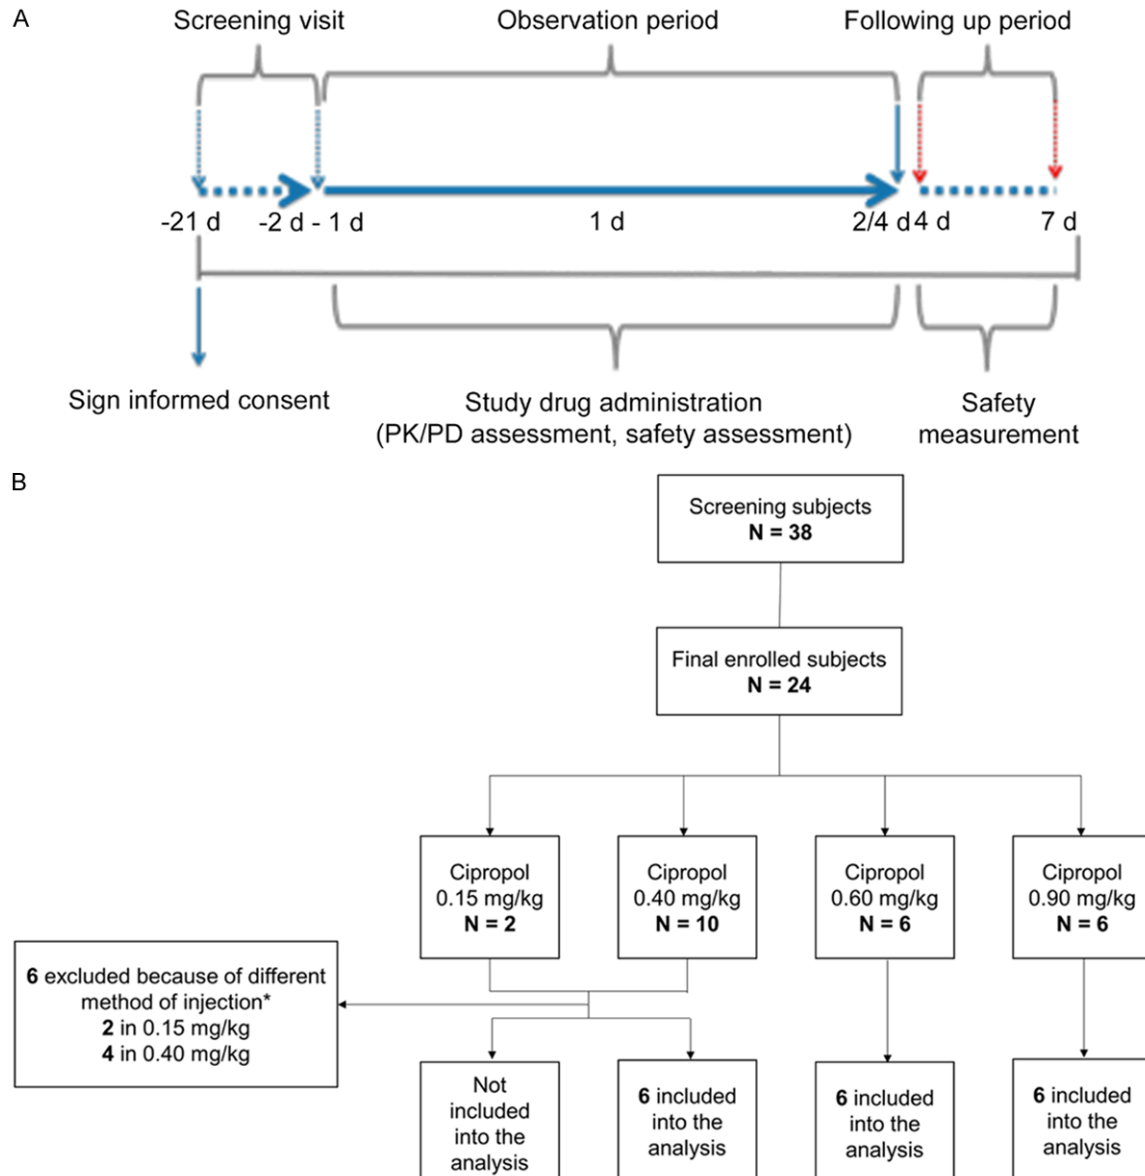 A
Screening visit
Observation period
Following up period
-21 d
-2 d - 1 d
1 d
2/4 d 4 d
7 d
Sign informed consent
Study drug administration
(PK/PD assessment, safety assessment)
Safety
measurement
B
Screening subjects
N = 38
Final enrolled subjects
N = 24
Cipropol
0.15 mg/kg
N = 2
Cipropol
0.40 mg/kg
N = 10
Cipropol
0.60 mg/kg
N = 6
Cipropol
0.90 mg/kg
N = 6
6 excluded because of different
method of injection*
2 in 0.15 mg/kg
4 in 0.40 mg/kg
Not
included
into the
analysis
6 included
into the
analysis
6 included
into the
analysis
6 included
into the
analysis